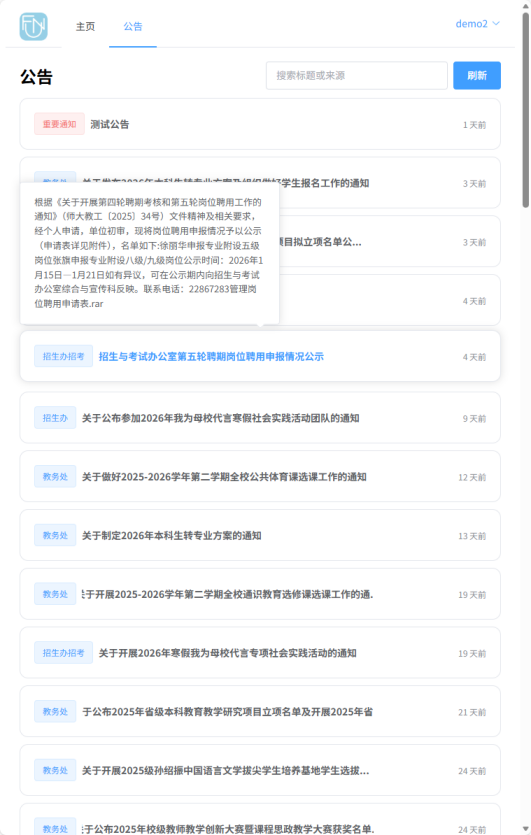 主页
公告
demo2
公告
搜索标题或来源
刷新
重要通知
测试公告
1 天前
学生报名工作的通知
3 天前
根据《关于开展第四轮聘期考核和第五轮岗位聘用工作的
通知》（师大教工〔2025〕34号）文件精神及相关要求，
经个人申请，单位初审，现将岗位聘用申报情况予以公示
（申请表详见附件），名单如下:徐丽华申报专业附设五级
岗位张旗申报专业附设八级/九级岗位公示时间：2026年1
月15日—1月21日如有异议，可在公示期内向招生与考试
办公室综合与宣传科反映。联系电话：22867283管理岗
位聘用申请表.rar
项目拟立项名单公...
3 天前
4 天前
招生办招考
招生与考试办公室第五轮聘期岗位聘用申报情况公示
4 天前
招生办
关于公布参加2026年我为母校代言寒假社会实践活动团队的通知
9 天前
教务处
关于做好2025-2026学年第二学期全校公共体育课选课工作的通知
12 天前
教务处
关于制定2026年本科生转专业方案的通知
13 天前
教务处
于开展2025-2026学年第二学期全校通识教育选修课选课工作的通.
19 天前
招生办招考
关于开展2026年寒假我为母校代言专项社会实践活动的通知
19 天前
教务处
于公布2025年省级本科教育教学研究项目立项名单及开展2025年省
21 天前
教务处
关于开展2025级孙绍振中国语言文学拔尖学生培养基地学生选拔...
24 天前
教务处
于公布2025年校级教师教学创新大赛暨课程思政教学大赛获奖名单.
24 天前